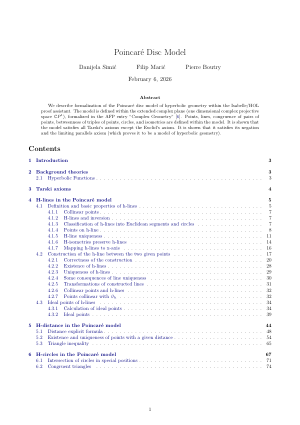 Poincaré Disc Model
Danijela Simić Filip Marić Pierre Boutry
February 6, 2026
Abstract
We describe formalization of the Poincaré disc model of hyperbolic geometry within the Isabelle/HOL
proof assistant. The model is defined within the extended complex plane (one dimensional complex projective
space CP¹), formalized in the AFP entry "Complex Geometry" [4]. Points, lines, congruence of pairs of
points, betweenness of triples of points, circles, and isometries are defined within the model. It is shown that
the model satisfies all Tarski's axioms except the Euclid's axiom. It is shown that it satisfies its negation
and the limiting parallels axiom (which proves it to be a model of hyperbolic geometry).
Contents
1 Introduction 2
2 Background theories 3
2.1 Hyperbolic Functions 3
3 Tarski axioms 4
4 H-lines in the Poincaré model 5
4.1 Definition and basic properties of h-lines 5
4.1.1 Collinear points 7
4.1.2 H-lines and inversion 7
4.1.3 Classification of h-lines into Euclidean segments and circles 7
4.1.4 Points on h-line 8
4.1.5 H-line uniqueness 11
4.1.6 H-isometries preserve h-lines 14
4.1.7 Mapping h-lines to x-axis 16
4.2 Construction of the h-line between the two given points 17
4.2.1 Correctness of the construction 20
4.2.2 Existence of h-lines 28
4.2.3 Uniqueness of h-lines 29
4.2.4 Some consequences of line uniqueness 30
4.2.5 Transformations of constructed lines 31
4.2.6 Collinear points and h-lines 32
4.2.7 Points collinear with 0ₕ 32
4.3 Ideal points of h-lines 34
4.3.1 Calculation of ideal points 34
4.3.2 Ideal points 39
5 H-distance in the Poincaré model 44
5.1 Distance explicit formula 48
5.2 Existence and uniqueness of points with a given distance 54
5.3 Triangle inequality 65
6 H-circles in the Poincaré model 67
6.1 Intersection of circles in special positions 71
6.2 Congruent triangles 74
1